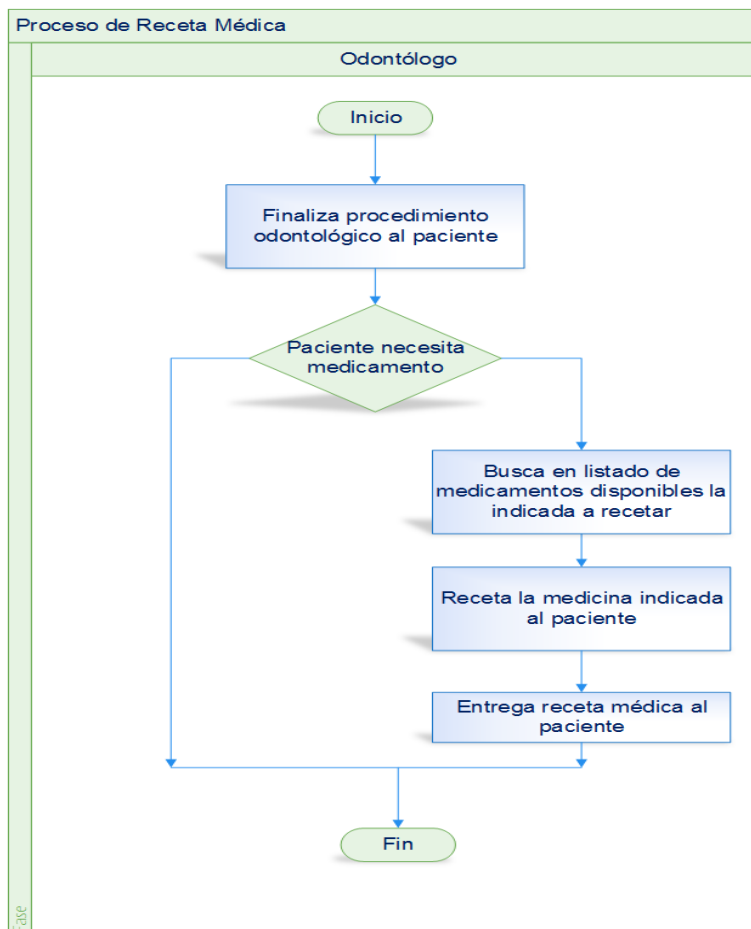 Proceso de Receta Médica
Odontólogo
Inicio
Finaliza procedimiento
odontológico al paciente
Paciente necesita
medicamento
Busca en listado de
medicamentos disponibles la
indicada a recetar
Receta la medicina indicada
al paciente
Entrega receta médica al
paciente
Fin
Fase